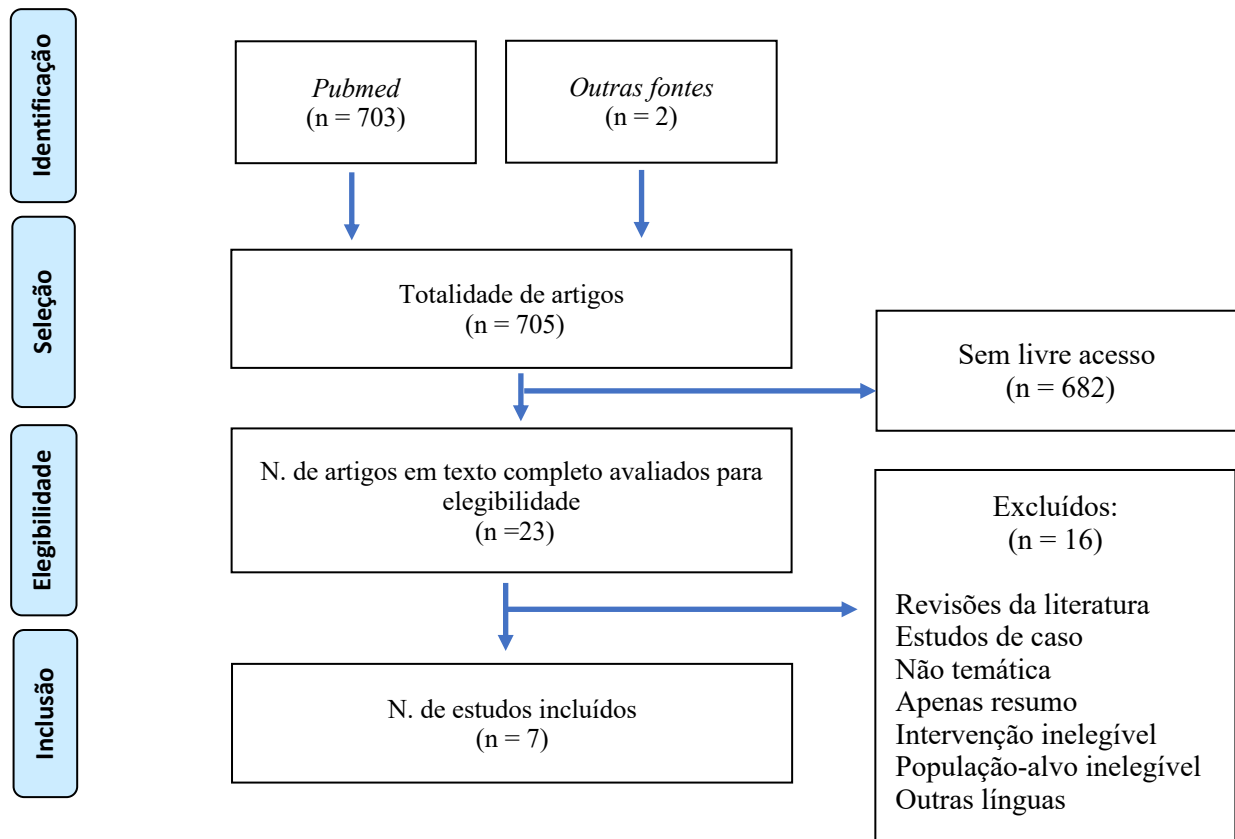 Identificação
Pubmed
(n = 703)
Outras fontes
(n = 2)
Seleção
Totalidade de artigos
(n = 705)
Sem livre acesso
(n = 682)
Elegibilidade
N. de artigos em texto completo avaliados para
elegibilidade
(n =23)
Excluídos:
(n = 16)
Revisões da literatura
Estudos de caso
Não temática
Apenas resumo
Intervenção inelegível
População-alvo inelegível
Outras línguas
Inclusão
N. de estudos incluídos
(n = 7)